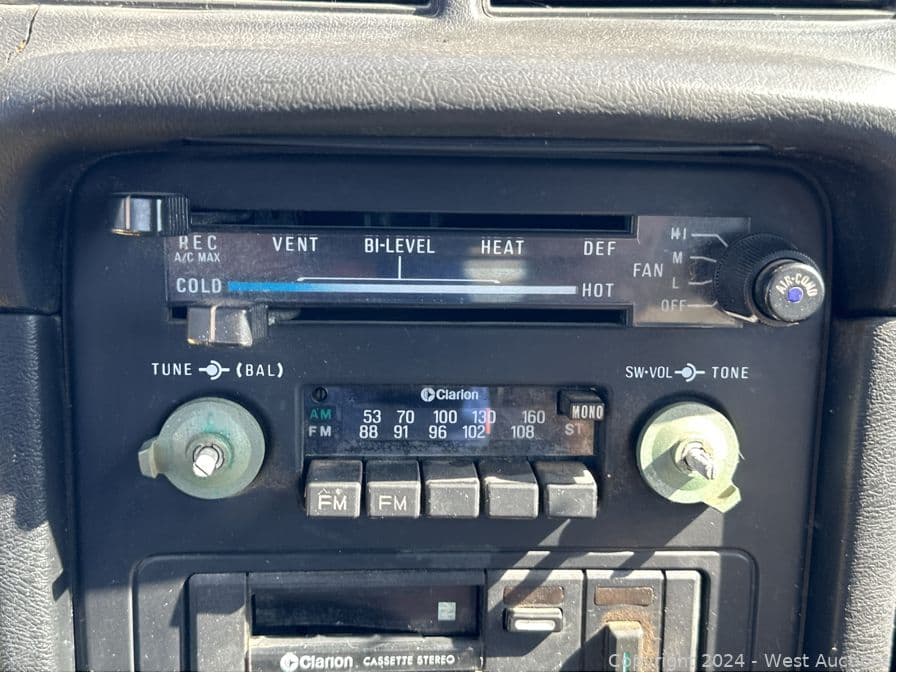 REC VENT BI-LEVEL HEAT DEF
A/C MAX
COLD HOT
FAN HI
M
L
OFF
AIR-COND
TUNE (BAL)
SW•VOL TONE
Clarion
AM 53 70 100 130 160 MONO
FM 88 91 96 102 108 ST
FM FM
Clarion CASSETTE STEREO
Copyright 2024 - West Auc